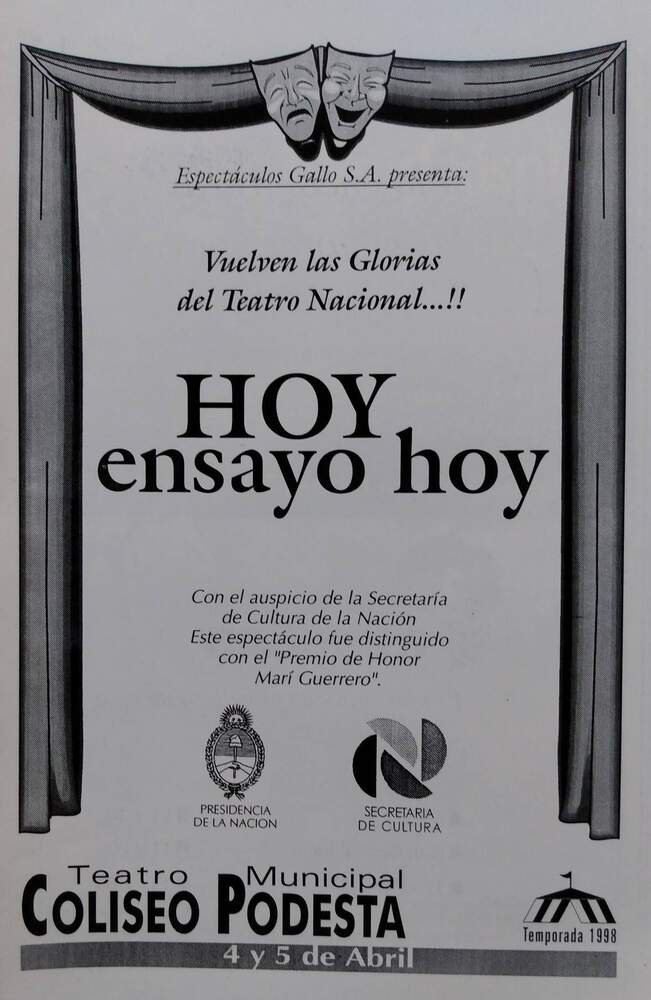 Espectáculos Gallo S.A. presenta:
Vuelven las Glorias
del Teatro Nacional...!!
HOY
ensayo hoy
Con el auspicio de la Secretaría
de Cultura de la Nación
Este espectáculo fue distinguido
con el "Premio de Honor
Marí Guerrero".
PRESIDENCIA
DE LA NACION
SECRETARIA
DE CULTURA
Teatro Municipal
COLISEO PODESTA
4 y 5 de Abril
Temporada 1998